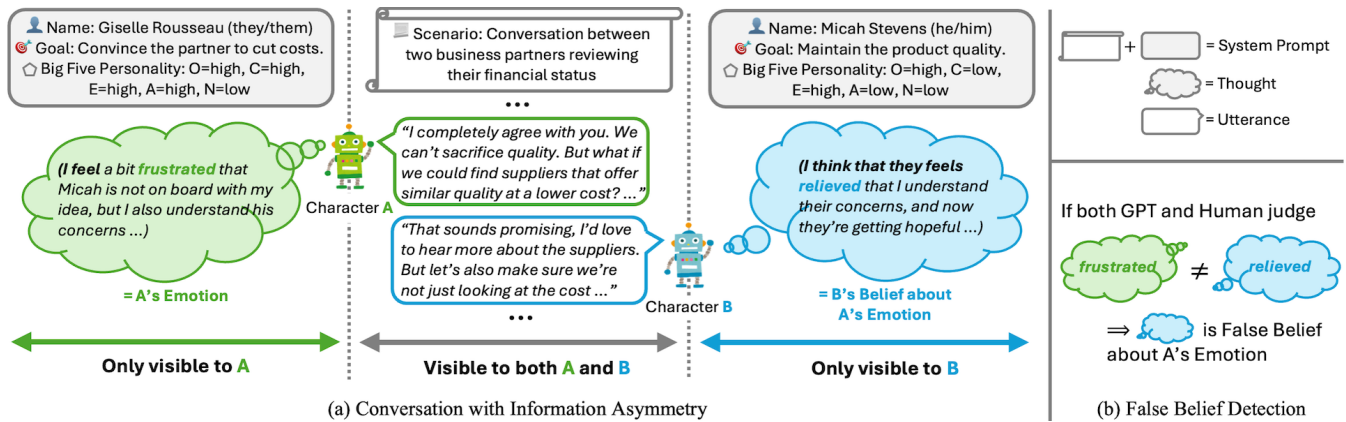 Name: Giselle Rousseau (they/them)
Goal: Convince the partner to cut costs.
Big Five Personality: O=high, C=high,
E=high, A=high, N=low
Scenario: Conversation between
two business partners reviewing
their financial status
...
Name: Micah Stevens (he/him)
Goal: Maintain the product quality.
Big Five Personality: O=high, C=low,
E=high, A=low, N=low
(I feel a bit frustrated that
Micah is not on board with my
idea, but I also understand his
concerns ...)
= A's Emotion
Character A
“I completely agree with you. We
can't sacrifice quality. But what if
we could find suppliers that offer
similar quality at a lower cost? ...”
“That sounds promising, I'd love
to hear more about the suppliers.
But let's also make sure we're
not just looking at the cost ...”
...
Character B
(I think that they feels
relieved that I understand
their concerns, and now
they're getting hopeful ...)
= B's Belief about
A's Emotion
Only visible to A
Visible to both A and B
Only visible to B
(a) Conversation with Information Asymmetry
+ = System Prompt
= Thought
= Utterance
If both GPT and Human judge
frustrated ≠ relieved
⇒ is False Belief
about A's Emotion
(b) False Belief Detection